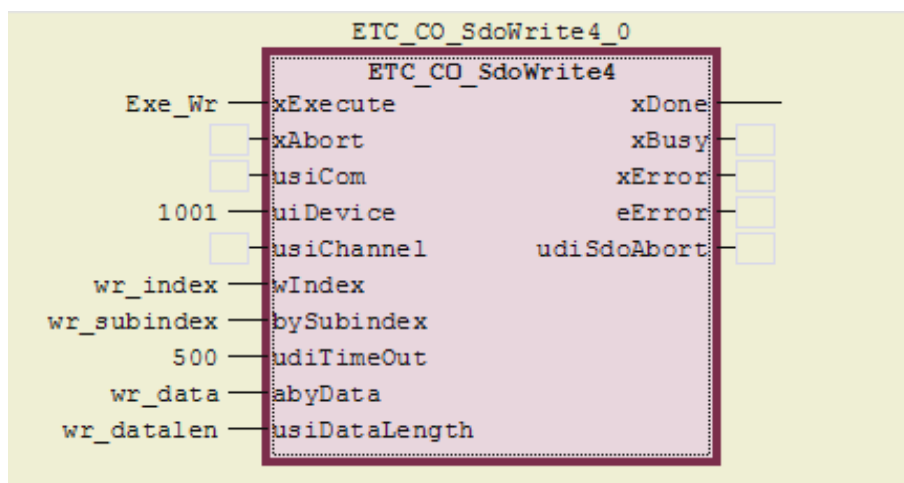 ETC_CO_SdoWrite4_0
ETC_CO_SdoWrite4
Exe_Wr xExecute xDone
xAbort xBusy
usiCom xError
1001 uiDevice eError
usiChannel udiSdoAbort
wr_index wIndex
wr_subindex bySubindex
500 udiTimeOut
wr_data abyData
wr_datalen usiDataLength